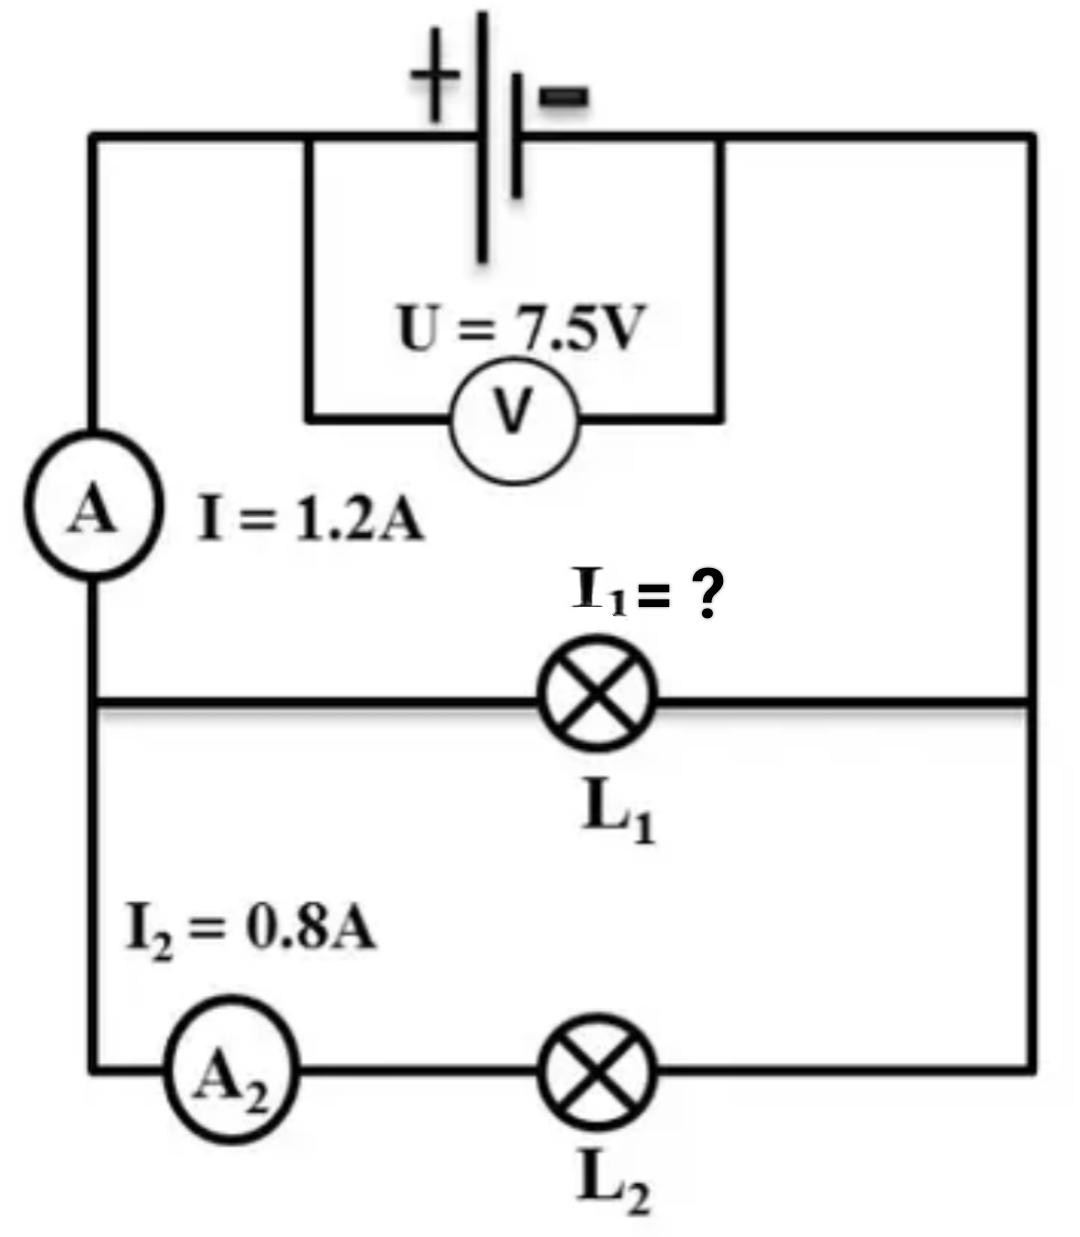 + -
U = 7.5V
V
A
I = 1.2A
I₁= ?
L₁
I₂ = 0.8A
A₂
L₂